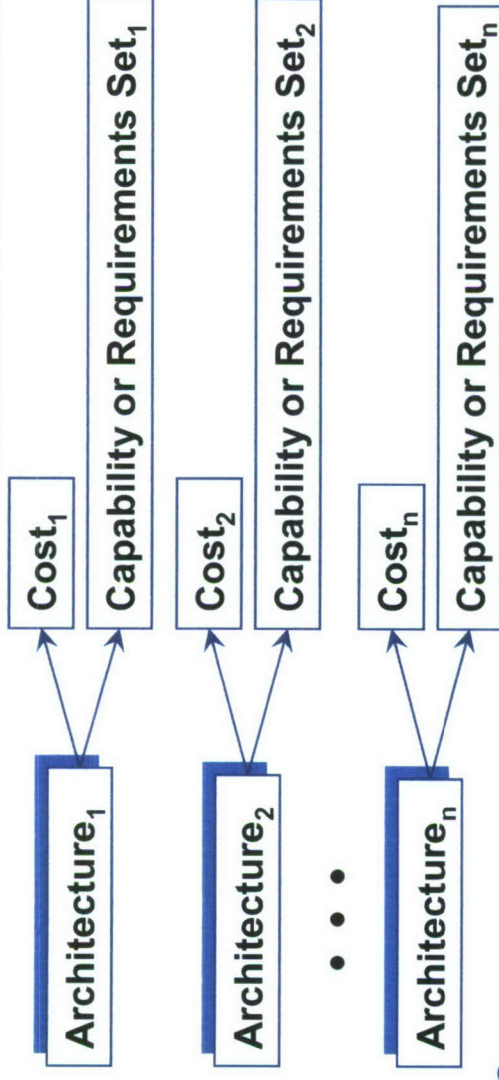 Architecture₁
Cost₁
Capability or Requirements Set₁
Architecture₂
Cost₂
Capability or Requirements Set₂
• • •
Architectureₙ
Costₙ
Capability or Requirements Setₙ